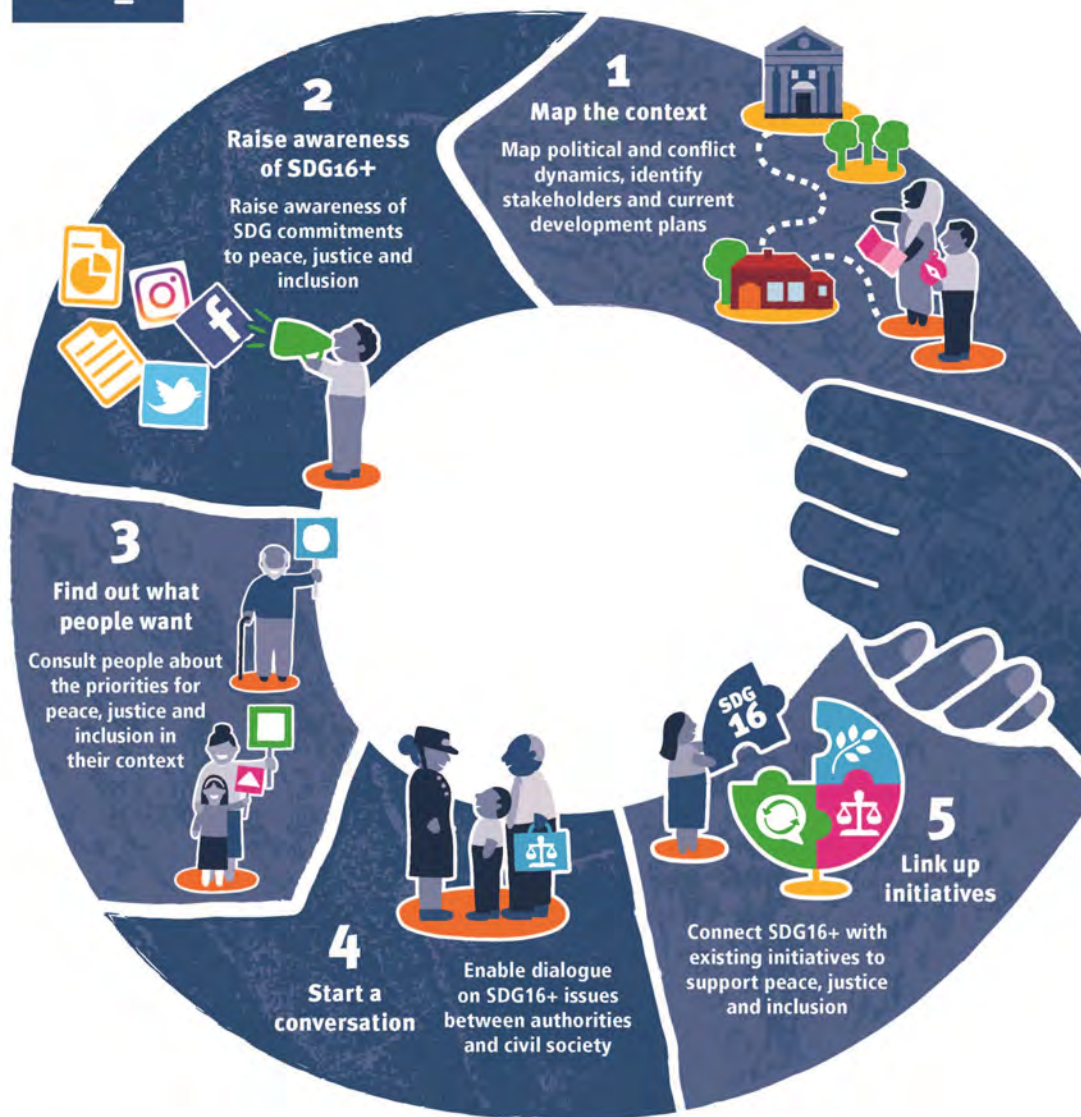 1
Map the context
Map political and conflict
dynamics, identify
stakeholders and current
development plans
2
Raise awareness
of SDG16+
Raise awareness of
SDG commitments
to peace, justice and
inclusion
f
3
Find out what
people want
Consult people about
the priorities for
peace, justice and
inclusion in
their context
4
Start a
conversation
Enable dialogue
on SDG16+ issues
between authorities
and civil society
SDG
16
5
Link up
initiatives
Connect SDG16+ with
existing initiatives to
support peace, justice
and inclusion